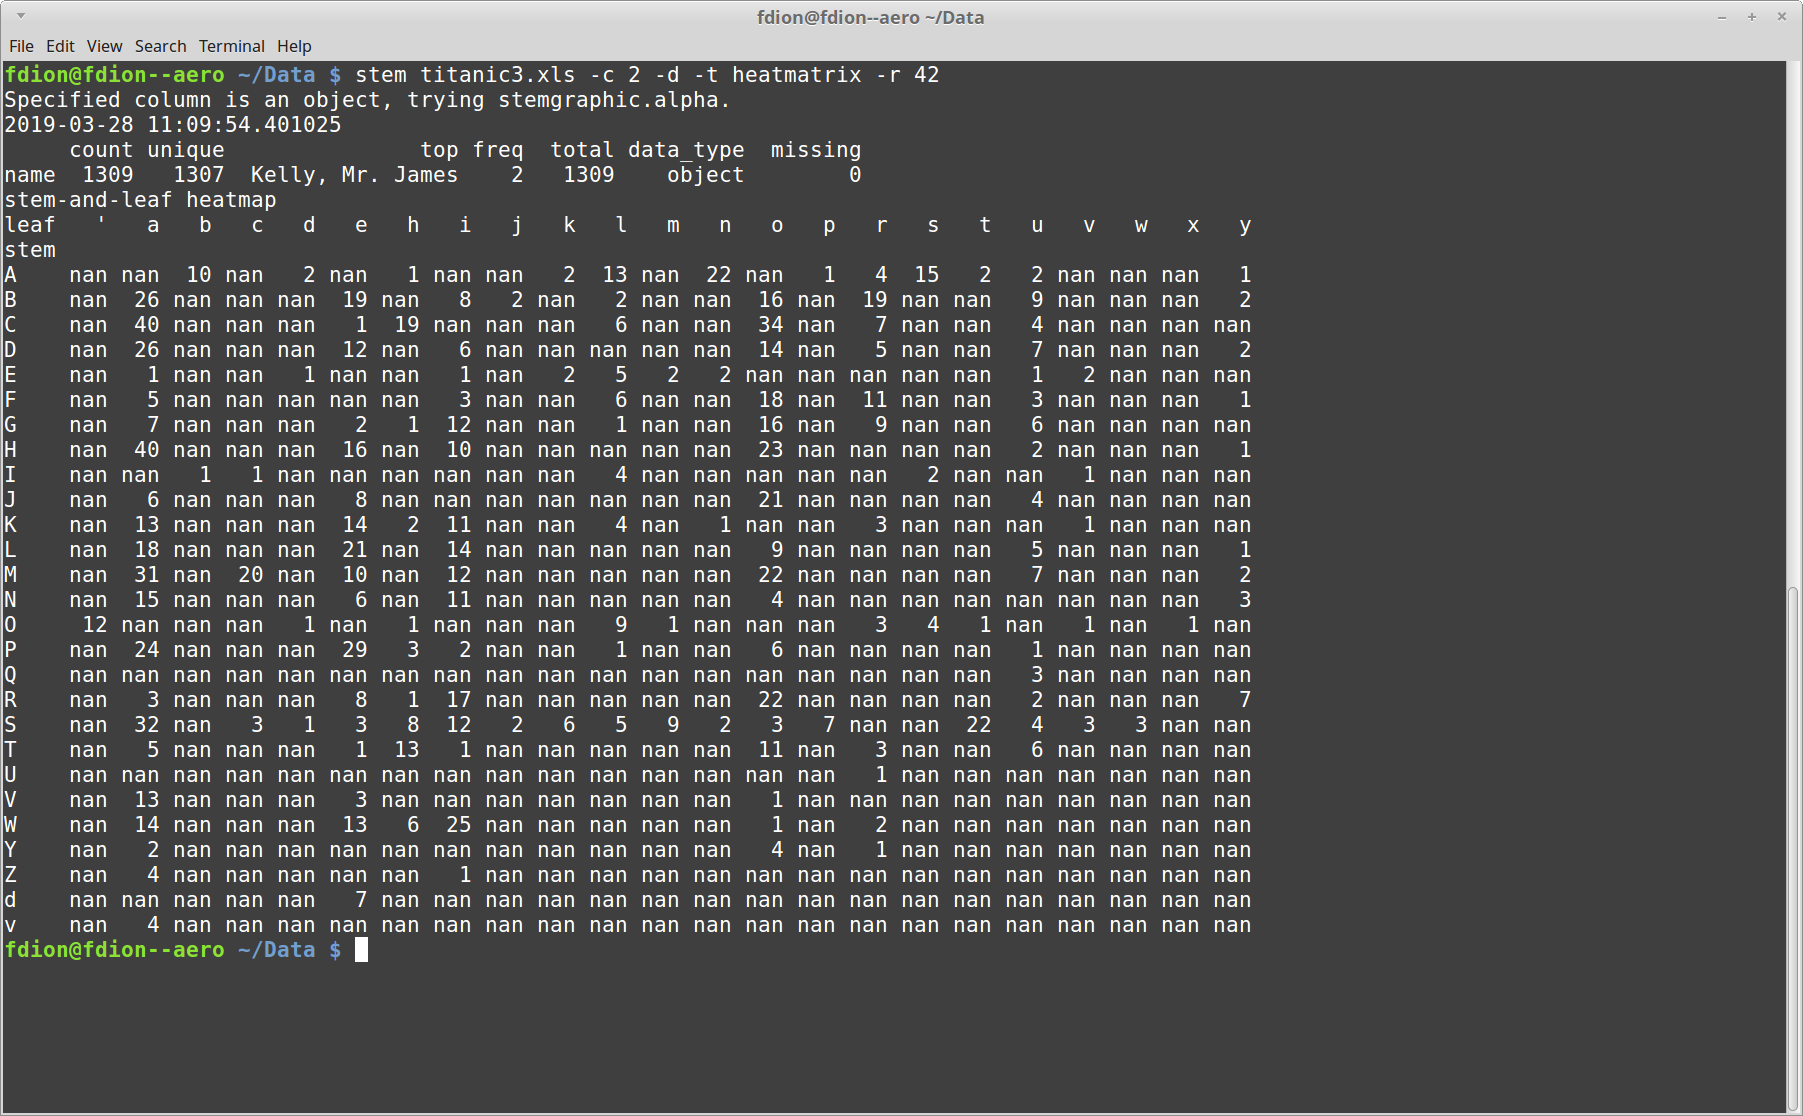 fdion@fdion--aero ~/Data
File Edit View Search Terminal Help
fdion@fdion--aero ~/Data $ stem titanic3.xls -c 2 -d -t heatmatrix -r 42
Specified column is an object, trying stemgraphic.alpha.
2019-03-28 11:09:54.401025
     count unique               top freq  total data_type  missing
name  1309   1307  Kelly, Mr. James    2   1309    object        0
stem-and-leaf heatmap
leaf   '   a   b   c   d   e   h   i   j   k   l   m   n   o   p   r   s   t   u   v   w   x   y
stem
A    nan nan  10 nan   2 nan   1 nan nan   2  13 nan  22 nan   1   4  15   2   2 nan nan nan   1
B    nan  26 nan nan nan  19 nan   8   2 nan   2 nan nan  16 nan  19 nan nan   9 nan nan nan   2
C    nan  40 nan nan nan   1  19 nan nan nan   6 nan nan  34 nan   7 nan nan   4 nan nan nan nan
D    nan  26 nan nan nan  12 nan   6 nan nan nan nan nan  14 nan   5 nan nan   7 nan nan nan   2
E    nan   1 nan nan   1 nan nan   1 nan   2   5   2   2 nan nan nan nan nan   1   2 nan nan nan
F    nan   5 nan nan nan nan nan   3 nan nan   6 nan nan  18 nan  11 nan nan   3 nan nan nan   1
G    nan   7 nan nan nan   2   1  12 nan nan   1 nan nan  16 nan   9 nan nan   6 nan nan nan nan
H    nan  40 nan nan nan  16 nan  10 nan nan nan nan nan  23 nan nan nan nan   2 nan nan nan   1
I    nan nan   1   1 nan nan nan nan nan nan   4 nan nan nan nan nan   2 nan nan   1 nan nan nan
J    nan   6 nan nan nan   8 nan nan nan nan nan nan nan  21 nan nan nan nan   4 nan nan nan nan
K    nan  13 nan nan nan  14   2  11 nan nan   4 nan   1 nan nan   3 nan nan nan   1 nan nan nan
L    nan  18 nan nan nan  21 nan  14 nan nan nan nan nan   9 nan nan nan nan   5 nan nan nan   1
M    nan  31 nan  20 nan  10 nan  12 nan nan nan nan nan  22 nan nan nan nan   7 nan nan nan   2
N    nan  15 nan nan nan   6 nan  11 nan nan nan nan nan   4 nan nan nan nan nan nan nan nan   3
O     12 nan nan nan   1 nan   1 nan nan nan   9   1 nan nan nan   3   4   1 nan   1 nan   1 nan
P    nan  24 nan nan nan  29   3   2 nan nan   1 nan nan   6 nan nan nan nan   1 nan nan nan nan
Q    nan nan nan nan nan nan nan nan nan nan nan nan nan nan nan nan nan nan   3 nan nan nan nan
R    nan   3 nan nan nan   8   1  17 nan nan nan nan nan  22 nan nan nan nan   2 nan nan nan   7
S    nan  32 nan   3   1   3   8  12   2   6   5   9   2   3   7 nan nan  22   4   3   3 nan nan
T    nan   5 nan nan nan   1  13   1 nan nan nan nan nan  11 nan   3 nan nan   6 nan nan nan nan
U    nan nan nan nan nan nan nan nan nan nan nan nan nan nan nan   1 nan nan nan nan nan nan nan
V    nan  13 nan nan nan   3 nan nan nan nan nan nan nan   1 nan nan nan nan nan nan nan nan nan
W    nan  14 nan nan nan  13   6  25 nan nan nan nan nan   1 nan   2 nan nan nan nan nan nan nan
Y    nan   2 nan nan nan nan nan nan nan nan nan nan nan   4 nan   1 nan nan nan nan nan nan nan
Z    nan   4 nan nan nan nan nan   1 nan nan nan nan nan nan nan nan nan nan nan nan nan nan nan
d    nan nan nan nan nan   7 nan nan nan nan nan nan nan nan nan nan nan nan nan nan nan nan nan
v    nan   4 nan nan nan nan nan nan nan nan nan nan nan nan nan nan nan nan nan nan nan nan nan
fdion@fdion--aero ~/Data $